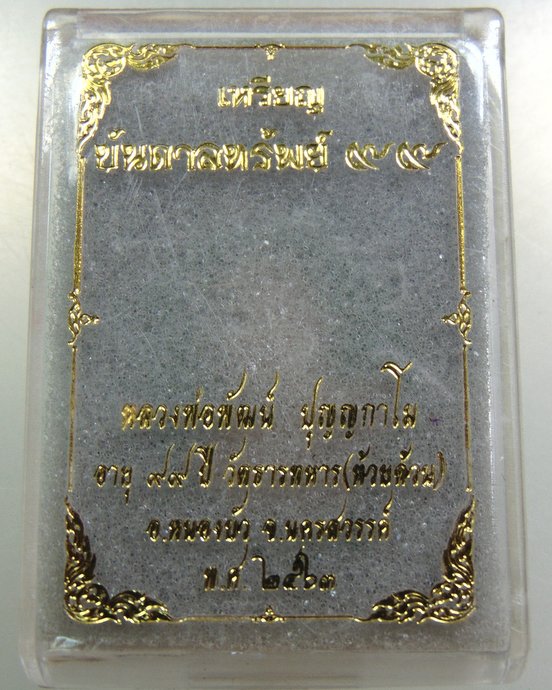 เหรียญ
บันดาลทรัพย์ ๙๙
หลวงพ่อพัฒน์ ปุญญกาโม
อายุ ๙๙ ปี วัดธารทหาร(ห้วยด้วน)
อ.หนองบัว จ.นครสวรรค์
พ.ศ. ๒๕๖๓